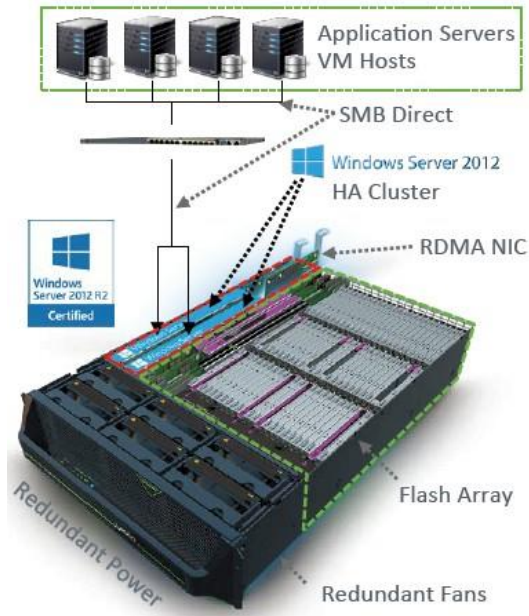 Application Servers
VM Hosts
SMB Direct
Windows Server 2012
HA Cluster
RDMA NIC
Windows
Server 2012 R2
Certified
Flash Array
Redundant Power
Redundant Fans